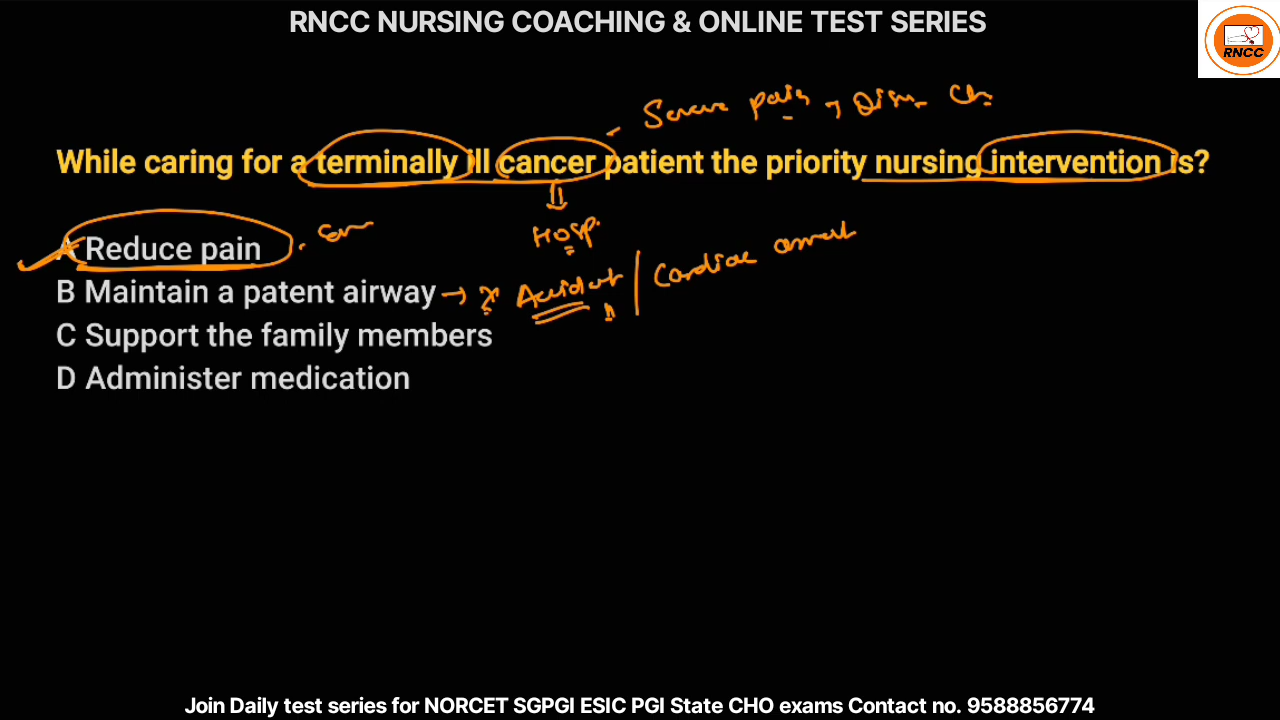 RNCC NURSING COACHING & ONLINE TEST SERIES
RNCC
Severe pain
While caring for a terminally ill cancer patient the priority nursing intervention is?
Hosp.
A Reduce pain
B Maintain a patent airway → x Accident / Cardiac arrest
C Support the family members
D Administer medication
Join Daily test series for NORCET SGPGI ESIC PGI State CHO exams Contact no. 9588856774